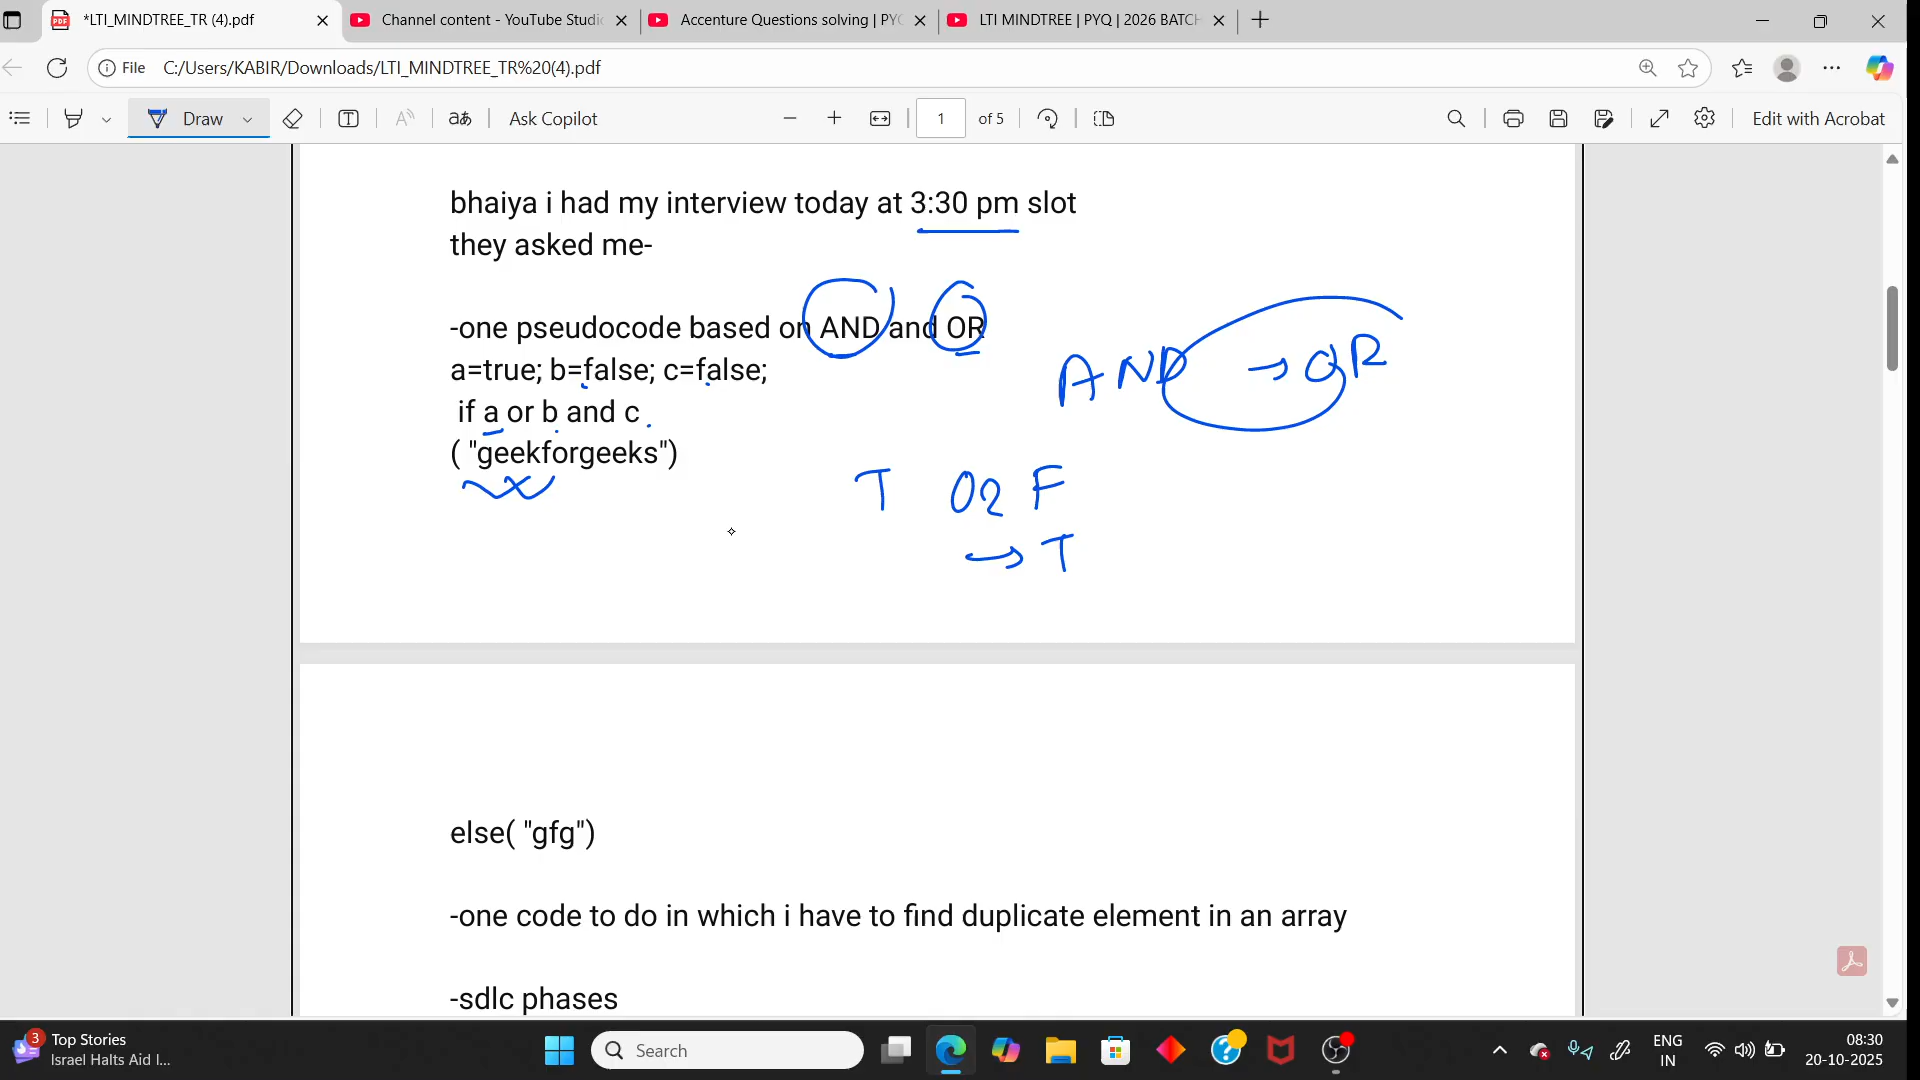 *LTI_MINDTREE_TR (4).pdf
Channel content - YouTube Studi
Accenture Questions solving | PYC
LTI MINDTREE | PYQ | 2026 BATCH
File C:/Users/KABIR/Downloads/LTI_MINDTREE_TR%20(4).pdf
Draw
Ask Copilot
1 of 5
Edit with Acrobat
bhaiya i had my interview today at 3:30 pm slot
they asked me-
-one pseudocode based on AND and OR
a=true; b=false; c=false;
AND → OR
if a or b and c
( "geekforgeeks")
T OR F
→ T
else( "gfg")
-one code to do in which i have to find duplicate element in an array
-sdlc phases
3
Top Stories
Israel Halts Aid I...
Search
ENG
IN
08:30
20-10-2025